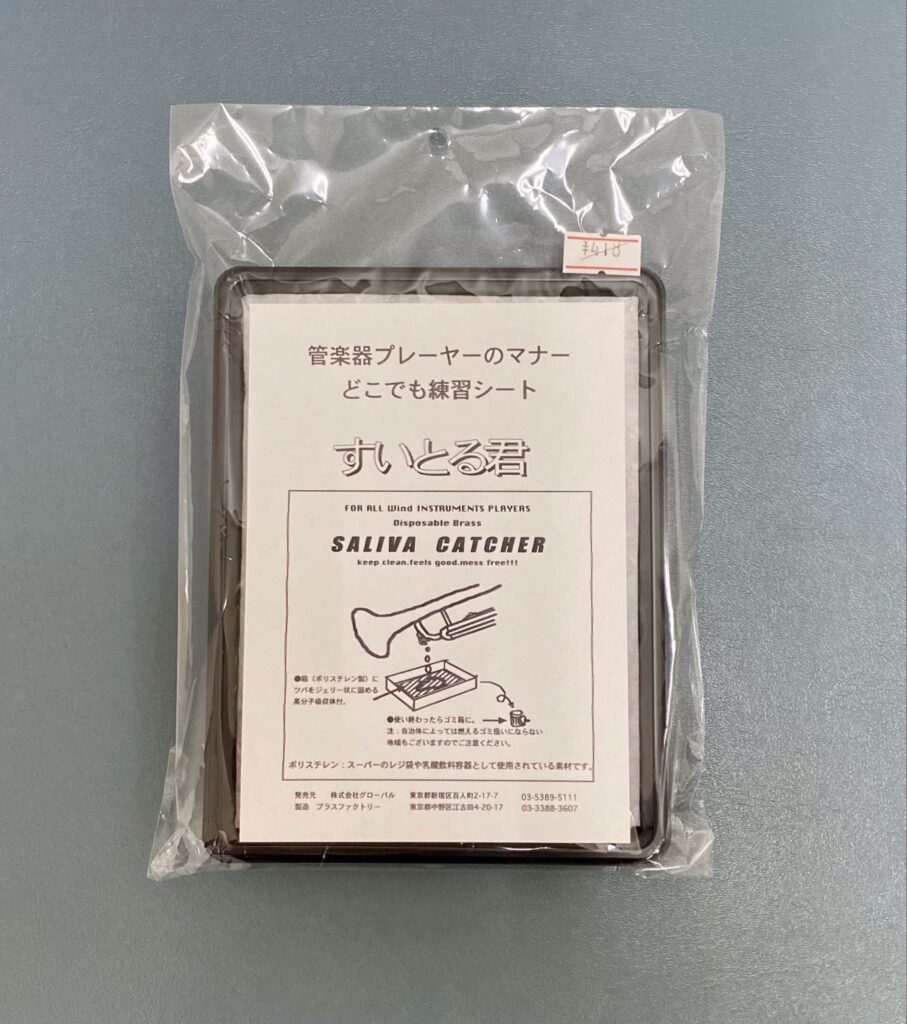 ¥418
管楽器プレーヤーのマナー
どこでも練習シート
すいとる君
FOR ALL Wind INSTRUMENTS PLAYERS
Disposable Brass
SALIVA CATCHER
keep clean.feels good.mess free!!!
●箱（ポリスチレン製）に
ツバをジェリー状に固める
高分子吸収体付。
●使い終わったらゴミ箱に。
注：自治体によっては燃えるゴミ扱いにならない
地域もございますのでご注意ください。
ポリスチレン：スーパーのレジ袋や乳酸飲料容器として使用されている素材です。
発売元 株式会社グローバル 東京都新宿区百人町2-17-7 03-5389-5111
製造 プラスファクトリー 東京都中野区江古田4-20-17 03-3388-3607